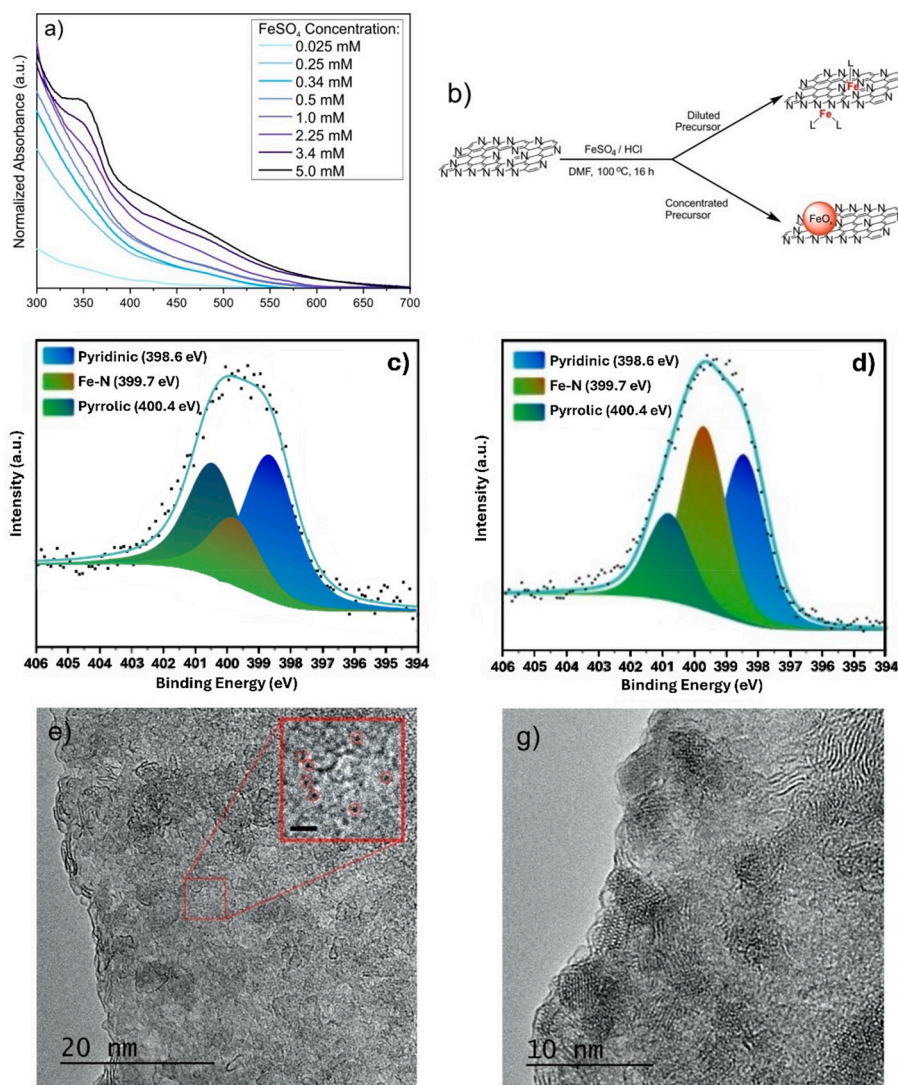 a)
Normalized Absorbance (a.u.)
FeSO₄ Concentration:
0.025 mM
0.25 mM
0.34 mM
0.5 mM
1.0 mM
2.25 mM
3.4 mM
5.0 mM
300 350 400 450 500 550 600 650 700
b)
FeSO₄ / HCl
DMF, 100 °C, 16 h
Diluted
Precursor
Concentrated
Precursor
L
Fe
Fe
L L
FeOₓ
c)
Pyridinic (398.6 eV)
Fe-N (399.7 eV)
Pyrrolic (400.4 eV)
Intensity (a.u.)
406 405 404 403 402 401 400 399 398 397 396 395 394
Binding Energy (eV)
d)
Pyridinic (398.6 eV)
Fe-N (399.7 eV)
Pyrrolic (400.4 eV)
Intensity (a.u.)
406 405 404 403 402 401 400 399 398 397 396 395 394
Binding Energy (eV)
e)
20 nm
g)
10 nm